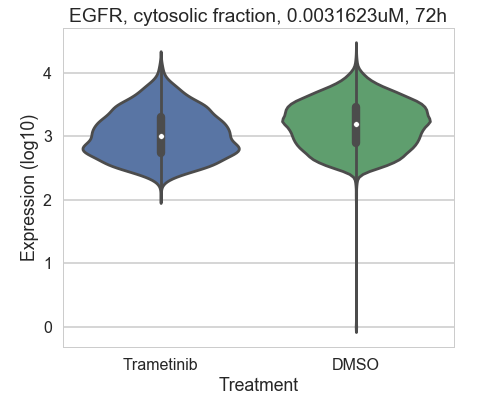 EGFR, cytosolic fraction, 0.0031623uM, 72h
Expression (log10)
4
3
2
1
0
Trametinib DMSO
Treatment